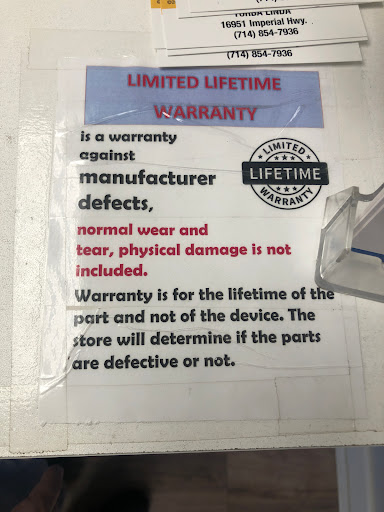 YORBA LINDA
16951 Imperial Hwy.
(714) 854-7936
(714) 854-7936
LIMITED LIFETIME
WARRANTY
is a warranty
against
manufacturer
defects,
LIMITED
LIFETIME
WARRANTY
normal wear and
tear, physical damage is not
included.
Warranty is for the lifetime of the
part and not of the device. The
store will determine if the parts
are defective or not.